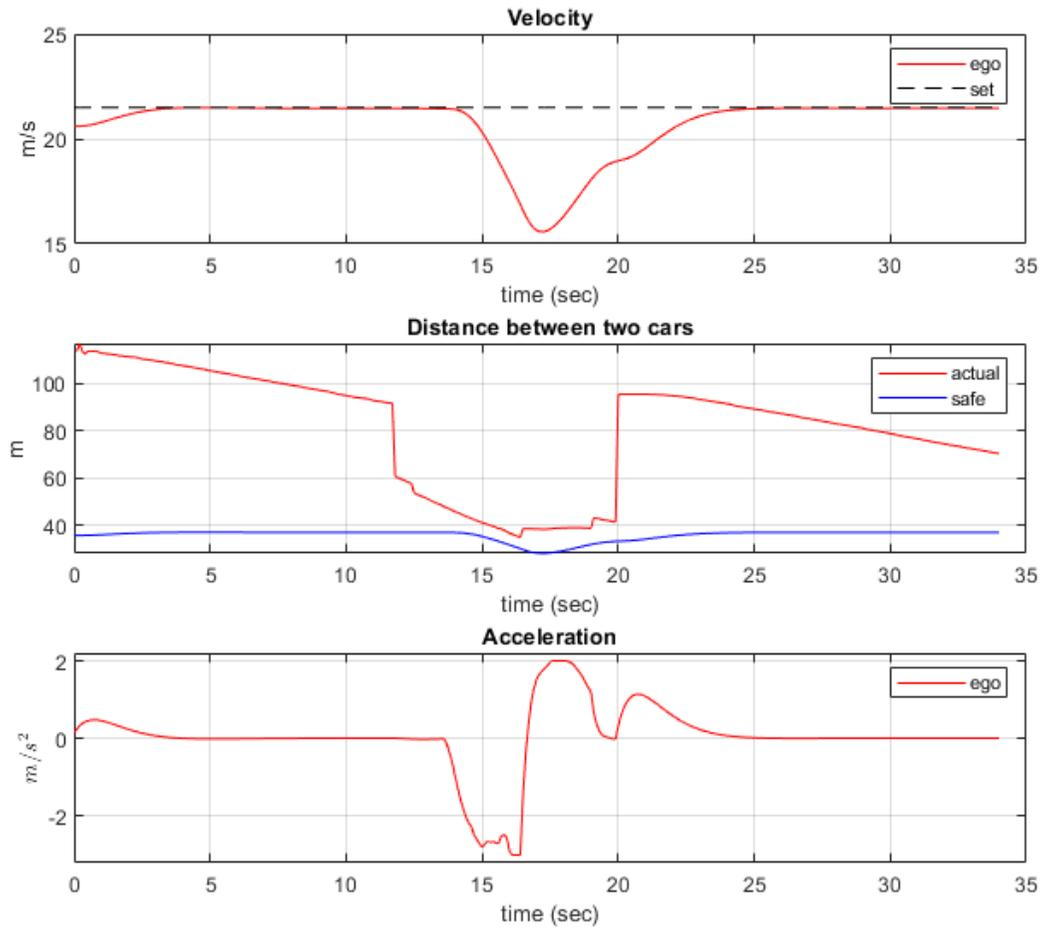 Velocity
25
20
15
m/s
ego
set
0 5 10 15 20 25 30 35
time (sec)
Distance between two cars
100
80
60
40
m
actual
safe
0 5 10 15 20 25 30 35
time (sec)
Acceleration
2
0
-2
m/s²
ego
0 5 10 15 20 25 30 35
time (sec)